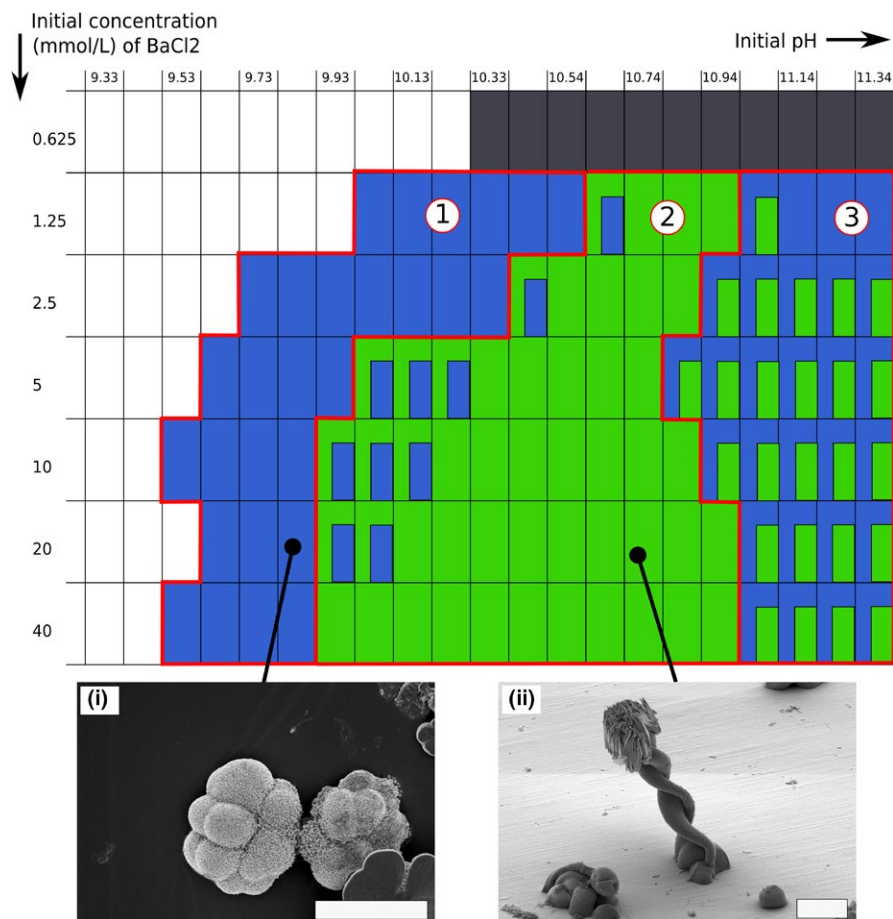 Initial concentration
(mmol/L) of BaCl2
Initial pH
9.33 9.53 9.73 9.93 10.13 10.33 10.54 10.74 10.94 11.14 11.34
0.625
1.25
1 2 3
2.5
5
10
20
40
(i) (ii)